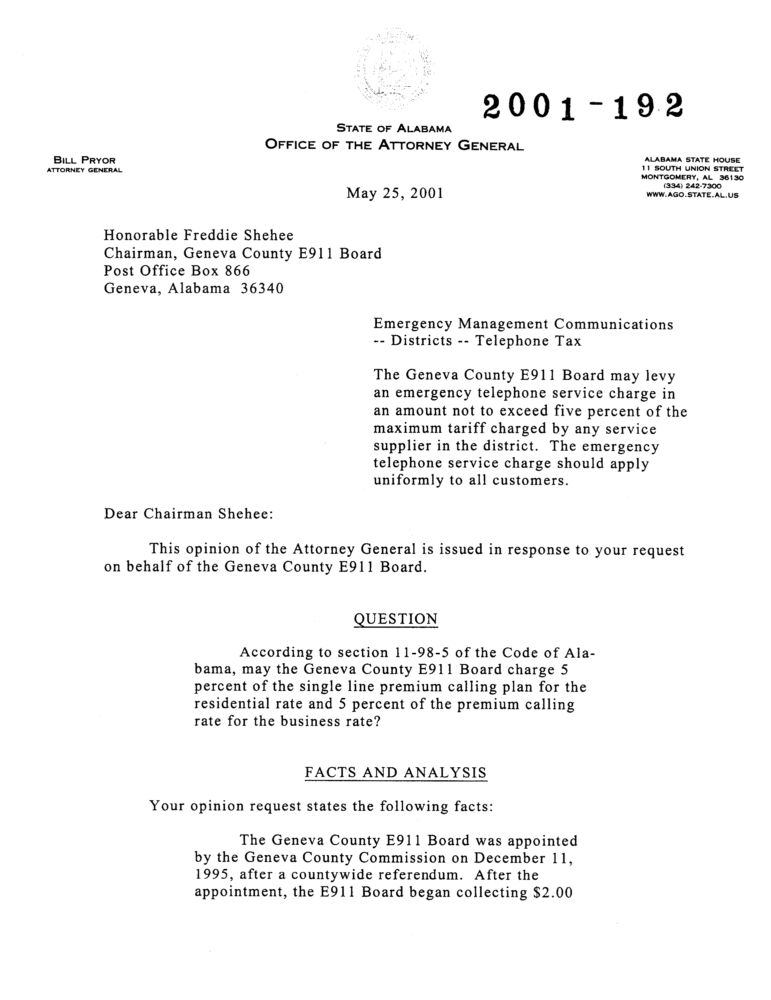 2001-192
STATE OF ALABAMA
OFFICE OF THE ATTORNEY GENERAL
BILL PRYOR
ATTORNEY GENERAL
ALABAMA STATE HOUSE
11 SOUTH UNION STREET
MONTGOMERY, AL 36130
(334) 242-7300
WWW.AGO.STATE.AL.US
May 25, 2001
Honorable Freddie Shehee
Chairman, Geneva County E911 Board
Post Office Box 866
Geneva, Alabama 36340
Emergency Management Communications
-- Districts -- Telephone Tax
The Geneva County E911 Board may levy
an emergency telephone service charge in
an amount not to exceed five percent of the
maximum tariff charged by any service
supplier in the district. The emergency
telephone service charge should apply
uniformly to all customers.
Dear Chairman Shehee:
This opinion of the Attorney General is issued in response to your request
on behalf of the Geneva County E911 Board.
QUESTION
According to section 11-98-5 of the Code of Ala-
bama, may the Geneva County E911 Board charge 5
percent of the single line premium calling plan for the
residential rate and 5 percent of the premium calling
rate for the business rate?
FACTS AND ANALYSIS
Your opinion request states the following facts:
The Geneva County E911 Board was appointed
by the Geneva County Commission on December 11,
1995, after a countywide referendum. After the
appointment, the E911 Board began collecting $2.00